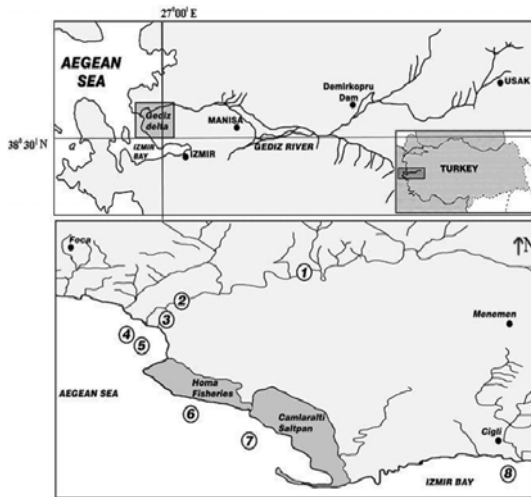 27°00' E
AEGEAN
SEA
Gediz
delta
38°30' N
IZMIR
BAY
IZMIR
MANISA
GEDIZ RIVER
Demirkopru
Dam
USAK
TURKEY
Foca
1
N
2
3
4
5
Menemen
Homa
Fisheries
AEGEAN SEA
6
Camlaralti
Saltpan
7
Cigli
8
IZMIR BAY